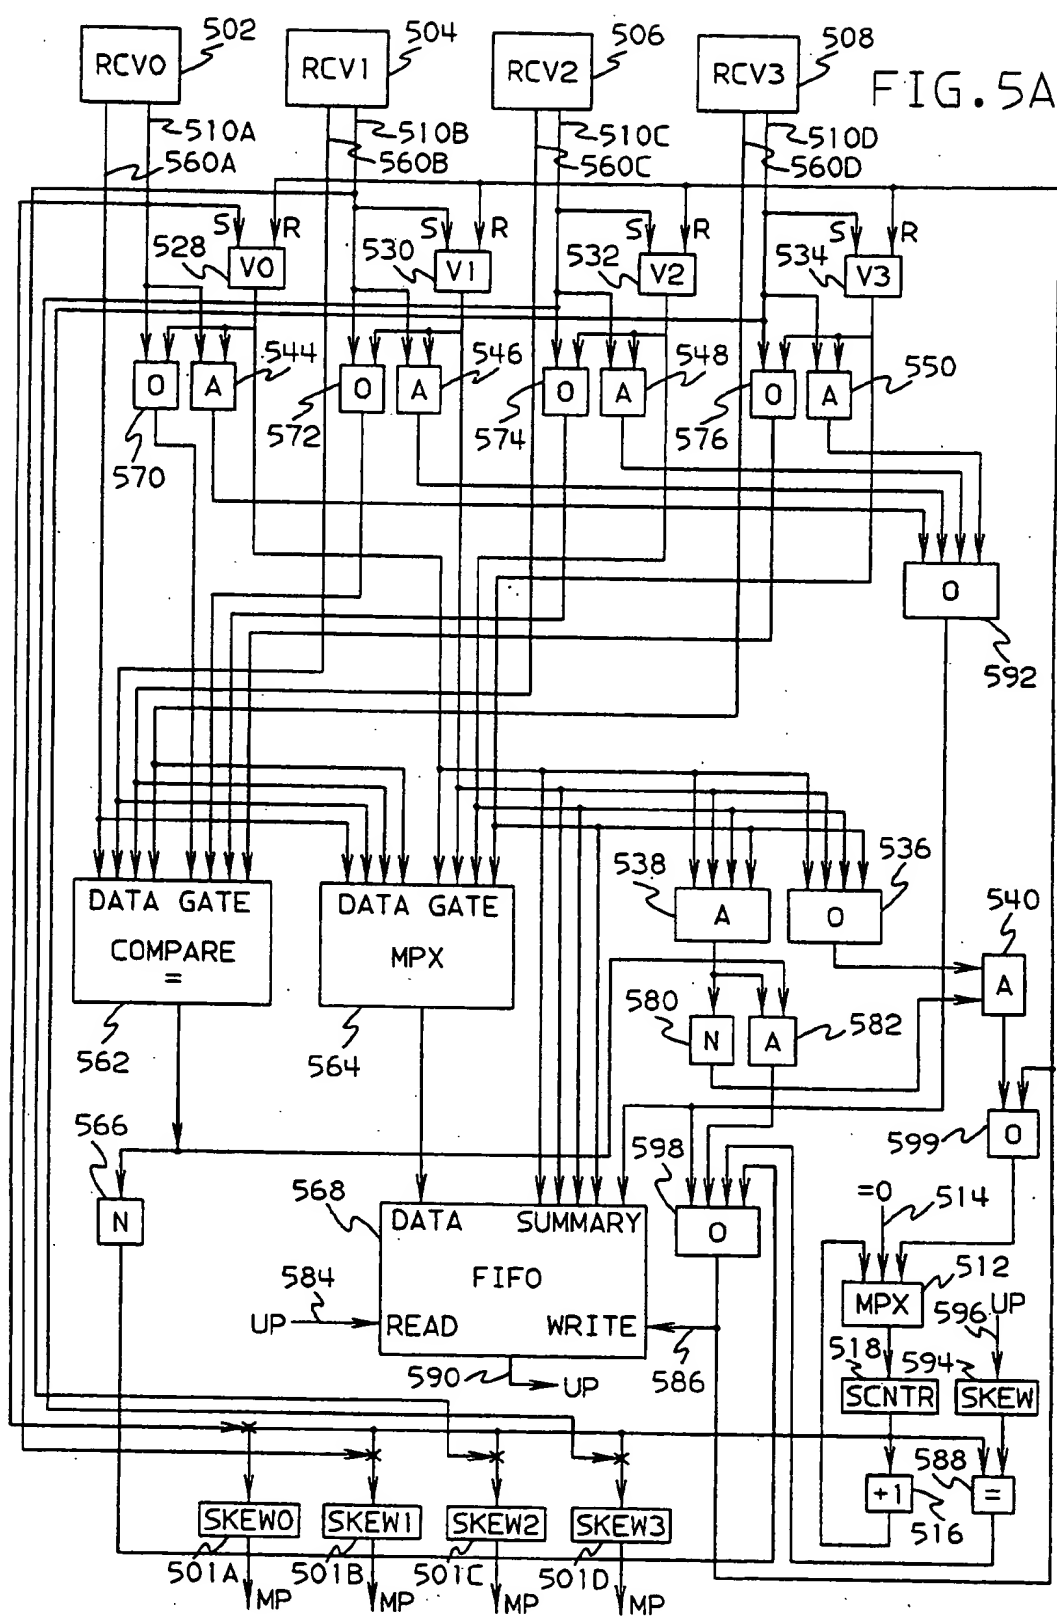 502 504 506 508
RCV0 RCV1 RCV2 RCV3
FIG.5A
510A 510B 510C 510D
560A 560B 560C 560D
S R S R S R S R
528 V0 530 V1 532 V2 534 V3
544 546 548 550
O A O A O A O A
570 572 574 576
O
592
538 536
DATA GATE DATA GATE A O 540
COMPARE MPX A
=
580 N A 582
562 564
566 598 O
599
N 568 =0 514
DATA SUMMARY O
FIFO 512
584 MPX 596 UP
UP READ WRITE
518 594
590 UP 586 SCNTR SKEW
588
+1 =
SKEW0 SKEW1 SKEW2 SKEW3 516
501A 501B 501C 501D
MP MP MP MP